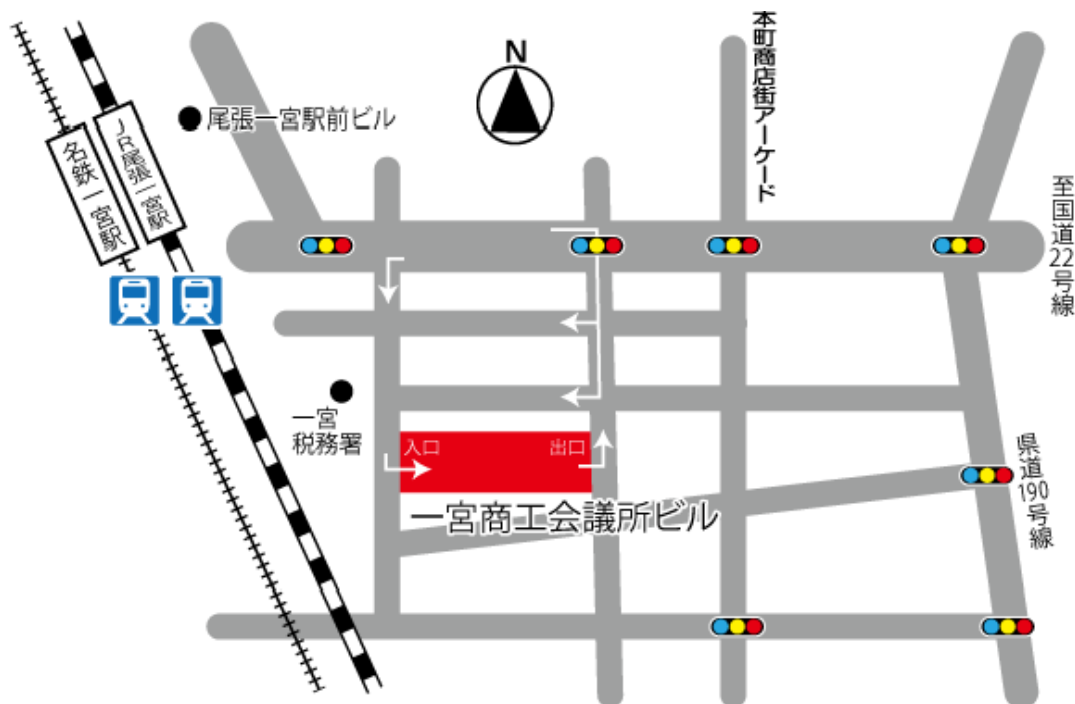 N
本町商店街アーケード
尾張一宮駅前ビル
JR尾張一宮駅
名鉄一宮駅
至国道22号線
一宮
税務署
入口
出口
一宮商工会議所ビル
県道190号線